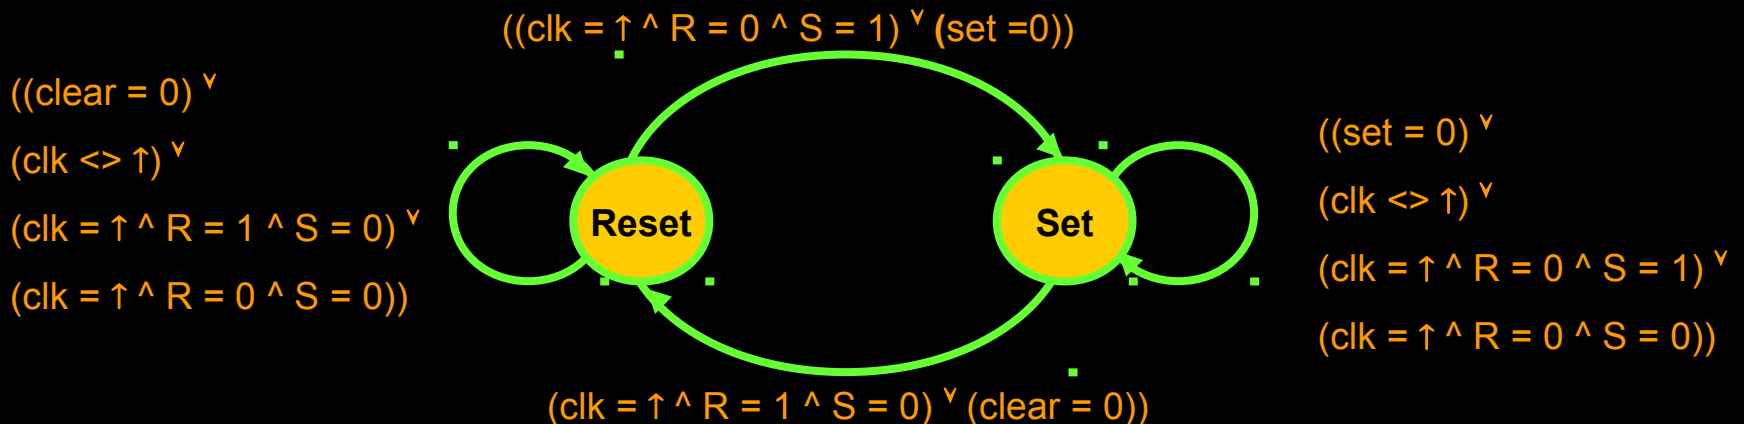 ((clk = ↑ ^ R = 0 ^ S = 1) ˅ (set =0))
((clear = 0) ˅
(clk <> ↑) ˅
(clk = ↑ ^ R = 1 ^ S = 0) ˅
(clk = ↑ ^ R = 0 ^ S = 0))
Reset
Set
((set = 0) ˅
(clk <> ↑) ˅
(clk = ↑ ^ R = 0 ^ S = 1) ˅
(clk = ↑ ^ R = 0 ^ S = 0))
(clk = ↑ ^ R = 1 ^ S = 0) ˅ (clear = 0))